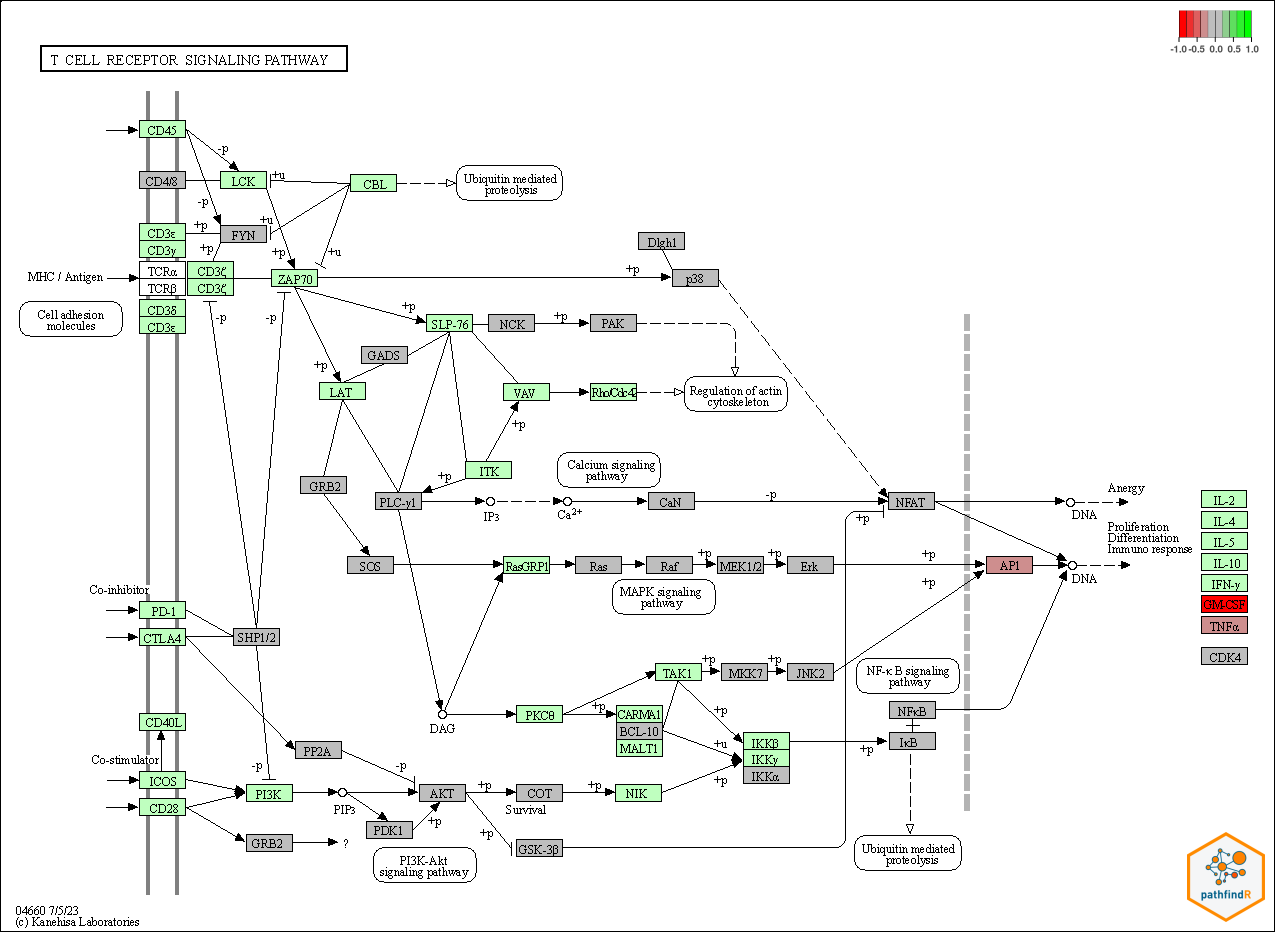 -1.0 -0.5 0.0 0.5 1.0
T CELL RECEPTOR SIGNALING PATHWAY
CD45
-p
CD4/8
LCK
+u
CBL
Ubiquitin mediated
proteolysis
-p
CD3ε
CD3γ
+p
FYN
+u
+p
+p
+u
Dlgh1
MHC / Antigen
TCRα
TCRβ
CD3ζ
CD3ζ
ZAP70
+p
p38
Cell adhesion
molecules
CD3δ
CD3ε
-p
-p
+p
SLP-76
NCK
+p
PAK
GADS
+p
LAT
VAV
Rho/Cdc42
Regulation of actin
cytoskeleton
+p
ITK
+p
Calcium signaling
pathway
GRB2
PLC-γ1
IP3
Ca2+
CaN
-p
NFAT
+p
DNA
Anergy
Proliferation
Differentiation
Immuno response
IL-2
IL-4
IL-5
IL-10
IFN-γ
GM-CSF
TNFα
CDK4
SOS
RasGRP1
Ras
Raf
+p
MEK1/2
+p
Erk
+p
+p
AP1
DNA
MAPK signaling
pathway
Co-inhibitor
PD-1
CTLA4
SHP1/2
TAK1
+p
MKK7
+p
JNK2
NF-κ B signaling
pathway
DAG
PKCθ
+p
CARMA1
BCL-10
MALT1
+p
+u
NFκB
IκB
+p
IKKβ
IKKγ
IKKα
CD40L
Co-stimulator
ICOS
CD28
PP2A
-p
-p
PI3K
PIP3
AKT
+p
COT
Survival
+p
NIK
+p
PDK1
+p
+p
GSK-3β
GRB2
?
PI3K-Akt
signaling pathway
Ubiquitin mediated
proteolysis
pathfindR
04660 7/5/23
(c) Kanehisa Laboratories